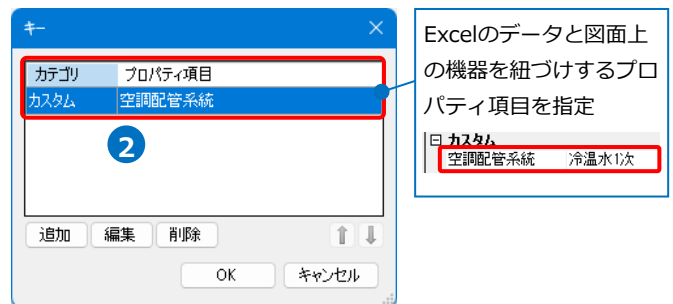 キー
カテゴリ プロパティ項目
カスタム 空調配管系統
2
追加 編集 削除
OK キャンセル
Excelのデータと図面上
の機器を紐づけするプロ
パティ項目を指定
カスタム
空調配管系統 冷温水1次